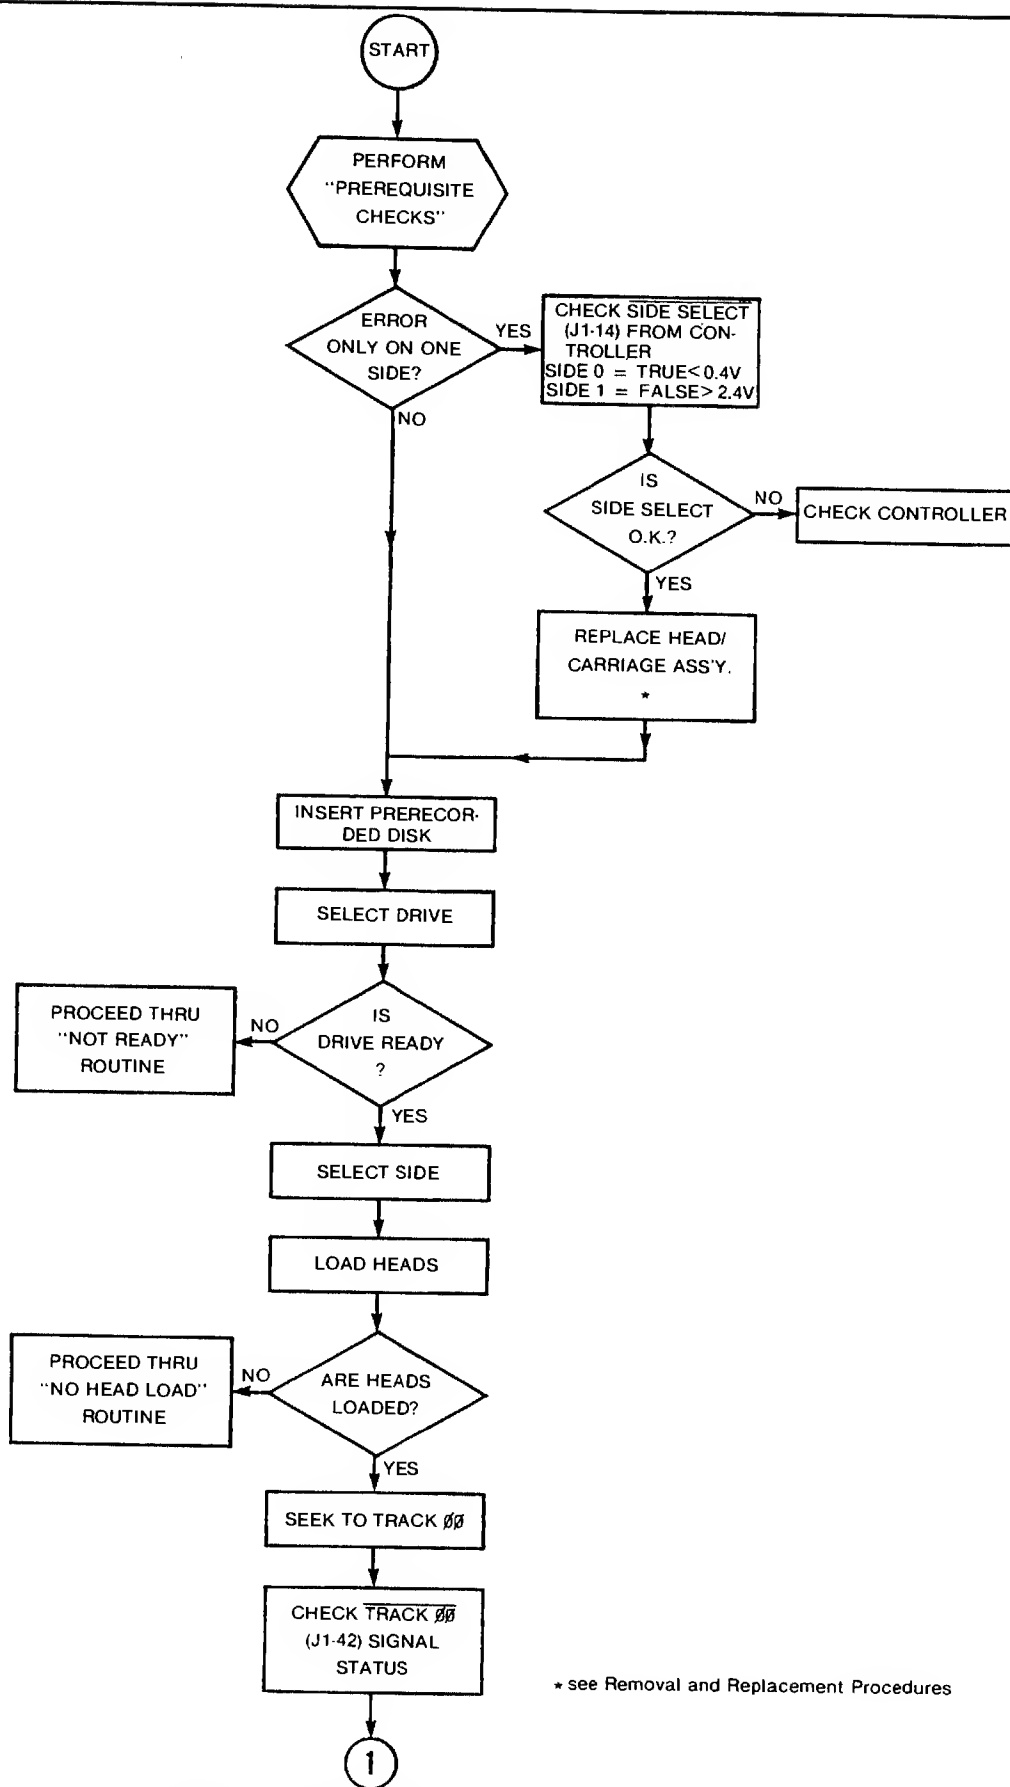 START
PERFORM
"PREREQUISITE
CHECKS"
ERROR
ONLY ON ONE
SIDE?
YES
NO
CHECK SIDE SELECT
(J1-14) FROM CON-
TROLLER
SIDE 0 = TRUE<0.4V
SIDE 1 = FALSE>2.4V
IS
SIDE SELECT
O.K.?
NO
CHECK CONTROLLER
YES
REPLACE HEAD/
CARRIAGE ASS'Y.
*
INSERT PRERECOR-
DED DISK
SELECT DRIVE
IS
DRIVE READY
?
NO
PROCEED THRU
"NOT READY"
ROUTINE
YES
SELECT SIDE
LOAD HEADS
ARE HEADS
LOADED?
NO
PROCEED THRU
"NO HEAD LOAD"
ROUTINE
YES
SEEK TO TRACK ØØ
CHECK TRACK ØØ
(J1-42) SIGNAL
STATUS
* see Removal and Replacement Procedures
1